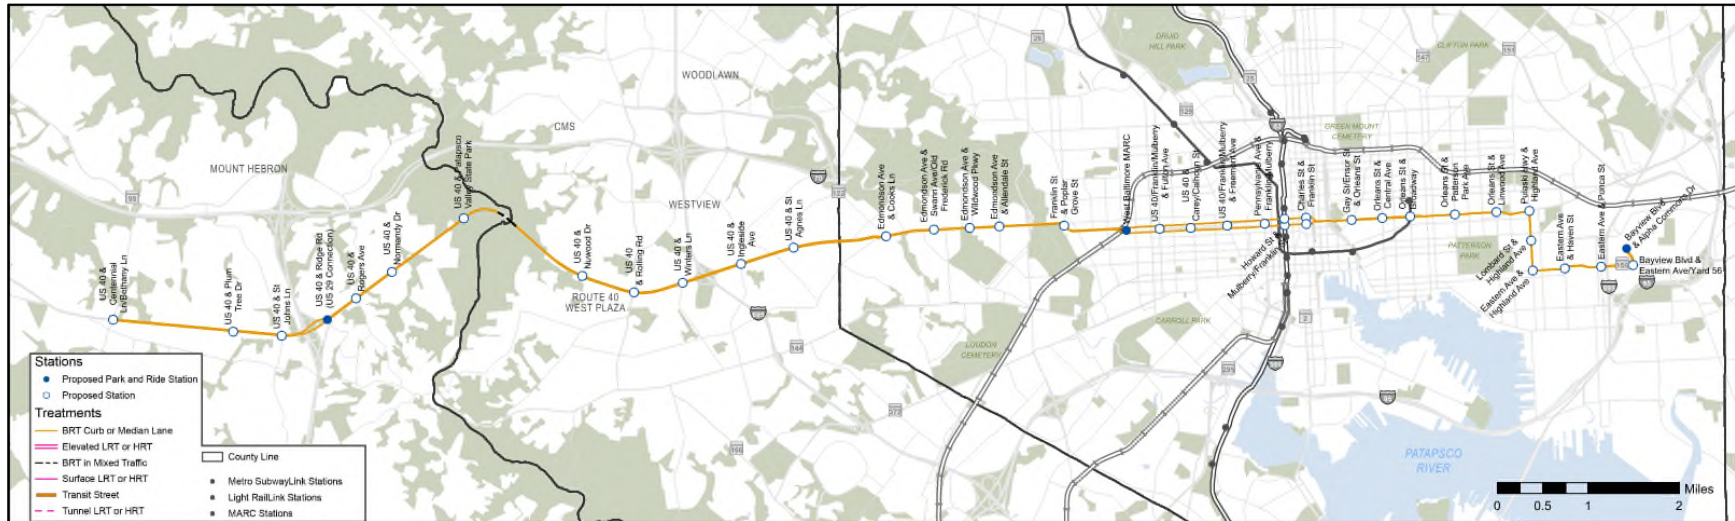 WOODLAWN
CMS
MOUNT HEBRON
WESTVIEW
ROUTE 40
WEST PLAZA
DRUID
HILL PARK
CLIFTON PARK
GREEN MOUNT
CEMETERY
PATTERSON
PARK
CARROLL PARK
LOUDON
CEMETERY
PATAPSCO
RIVER
US 40 &
Centennial
Ln/Bethany Ln
US 40 & Plum
Tree Dr
US 40 & St
Johns Ln
US 40 & Ridge Rd
(US 29 Connection)
US 40 &
Rogers Ave
US 40 &
Normandy Dr
US 40 & Patapsco
Valley State Park
US 40 &
Nuwood Dr
US 40
& Rolling Rd
US 40 &
Winters Ln
US 40 &
Ingleside
Ave
US 40 & St
Agnes Ln
Edmondson Ave
& Cooks Ln
Edmondson Ave &
Swann Ave/Old
Frederick Rd
Edmondson Ave &
Wildwood Pkwy
Edmondson Ave
& Allendale St
Franklin St
& Poplar
Grove St
West Baltimore MARC
US 40/Franklin/Mulberry
& Fulton Ave
US 40 &
Carey/Calhoun St
US 40/Franklin/Mulberry
& Fremont Ave
Pennsylvania Ave &
Franklin/Mulberry
Howard St &
Mulberry/Franklin
Charles St &
Franklin St
Gay St/Ensor St
& Orleans St
Orleans St &
Central Ave
Orleans St &
Broadway
Orleans St &
Patterson
Park Ave
Orleans St &
Linwood Ave
Pulaski Hwy &
Highland Ave
Lombard St &
Highland Ave
Eastern Ave &
Highland Ave
Eastern Ave
& Haven St
Eastern Ave & Ponca St
Bayview Blvd
& Alpha Commons Dr
Bayview Blvd &
Eastern Ave/Yard 56
Stations
Proposed Park and Ride Station
Proposed Station
Treatments
BRT Curb or Median Lane
Elevated LRT or HRT
BRT in Mixed Traffic
Surface LRT or HRT
Transit Street
Tunnel LRT or HRT
County Line
Metro SubwayLink Stations
Light RailLink Stations
MARC Stations
Miles
0 0.5 1 2